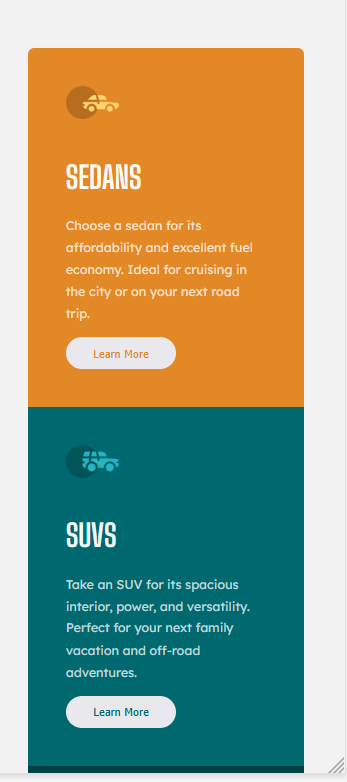 SEDANS
Choose a sedan for its
affordability and excellent fuel
economy. Ideal for cruising in
the city or on your next road
trip.
Learn More
SUVS
Take an SUV for its spacious
interior, power, and versatility.
Perfect for your next family
vacation and off-road
adventures.
Learn More